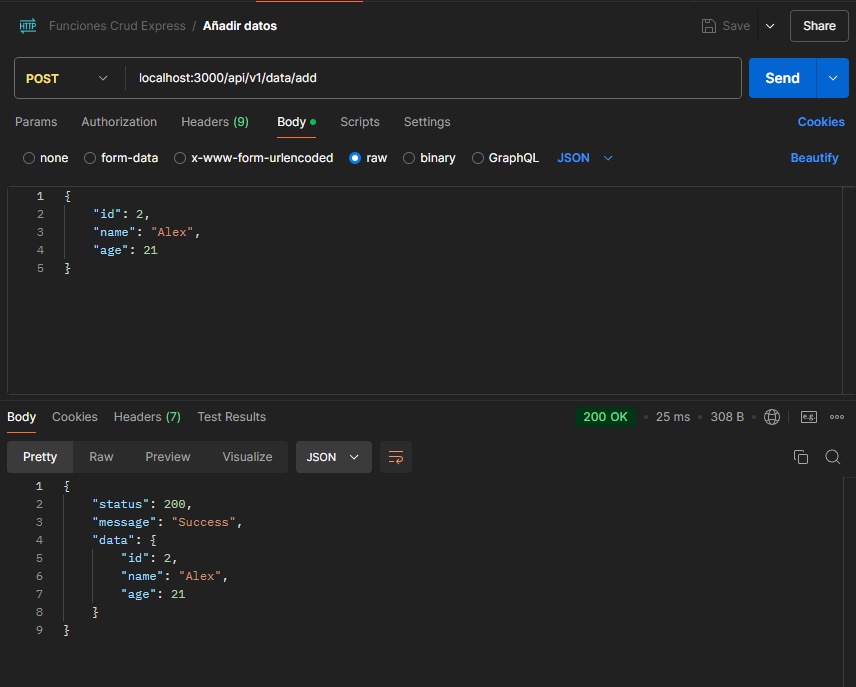 HTTP Funciones Crud Express / Añadir datos Save Share
POST localhost:3000/api/v1/data/add Send
Params Authorization Headers (9) Body Scripts Settings Cookies
none form-data x-www-form-urlencoded raw binary GraphQL JSON Beautify
1 {
2 "id": 2,
3 "name": "Alex",
4 "age": 21
5 }
Body Cookies Headers (7) Test Results 200 OK 25 ms 308 B e.g.
Pretty Raw Preview Visualize JSON
1 {
2 "status": 200,
3 "message": "Success",
4 "data": {
5 "id": 2,
6 "name": "Alex",
7 "age": 21
8 }
9 }